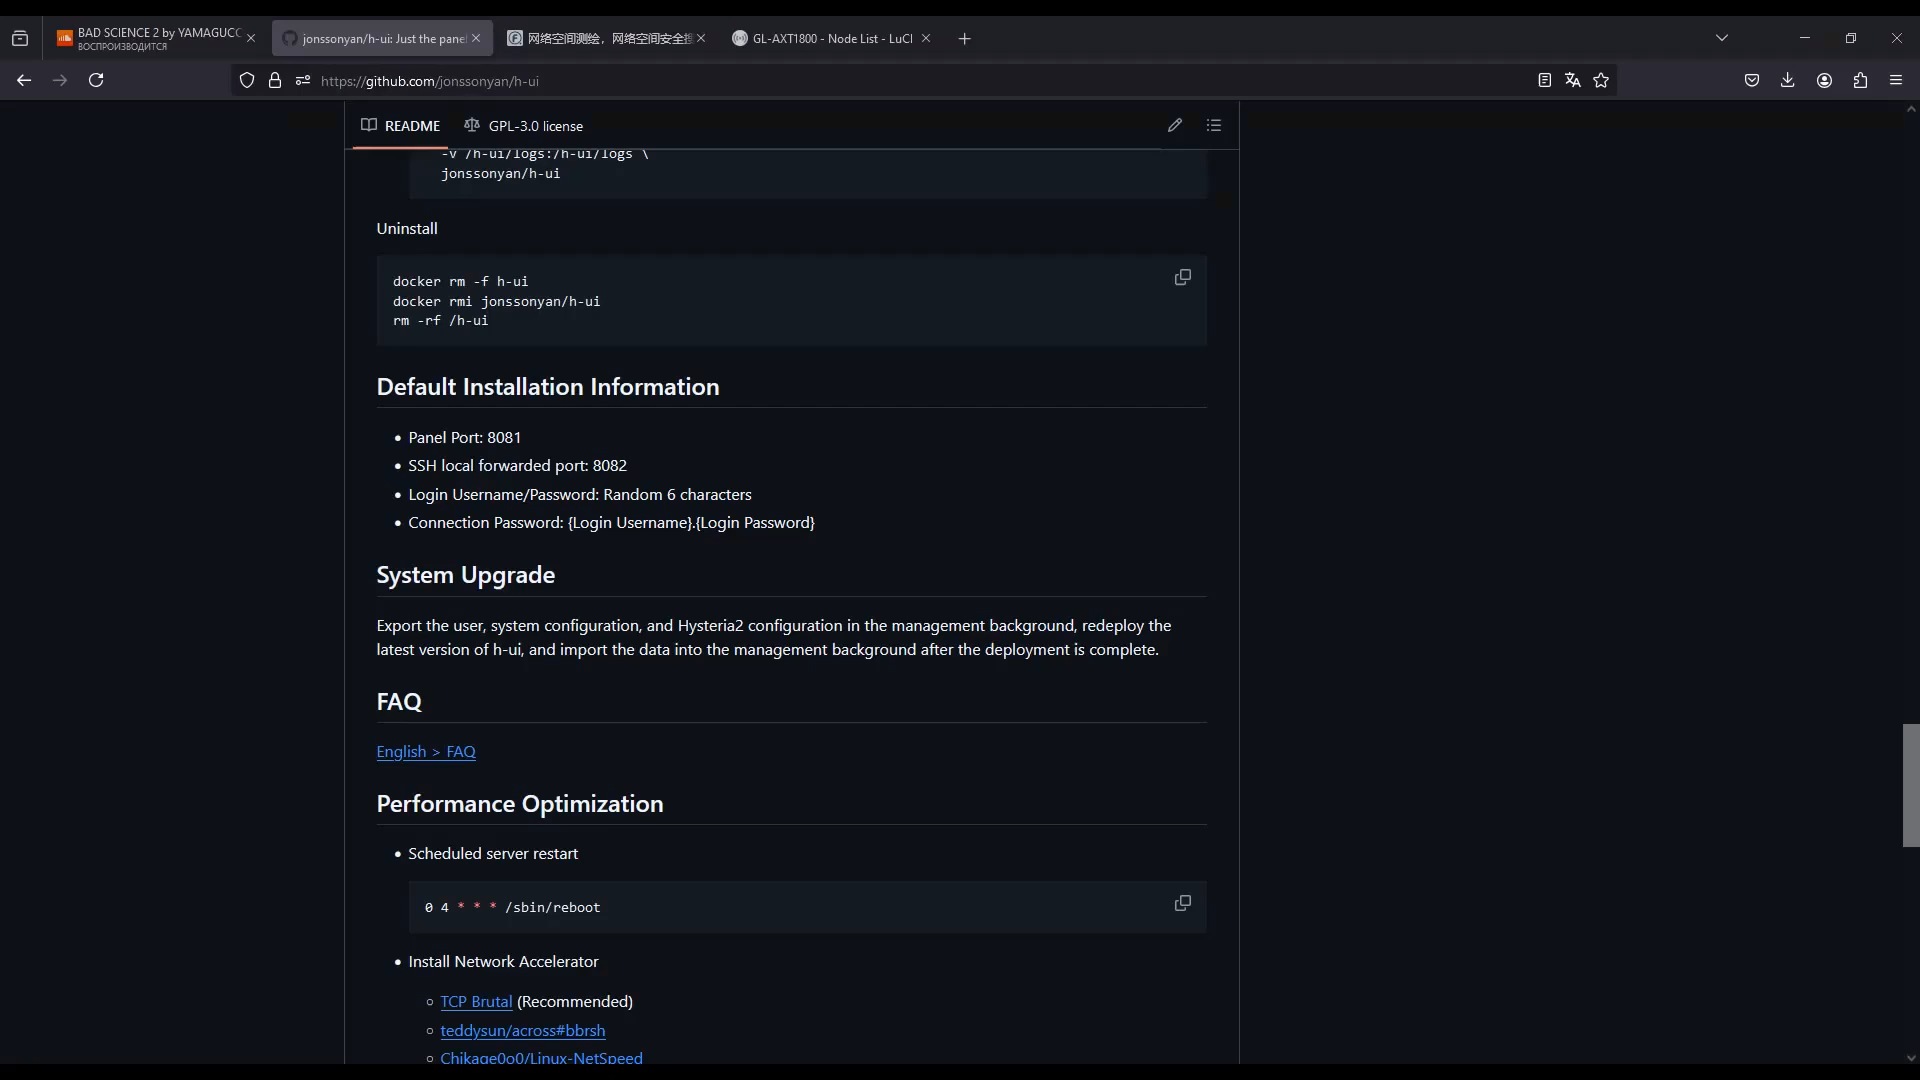 BAD SCIENCE 2 by YAMAGUCC
ВОСПРОИЗВОДИТСЯ
jonssonyan/h-ui: Just the pane
网络空间测绘，网络空间安全搜
GL-AXT1800 - Node List - LuCI
https://github.com/jonssonyan/h-ui
README
GPL-3.0 license
-v /h-ui/logs:/h-ui/logs \
jonssonyan/h-ui
Uninstall
docker rm -f h-ui
docker rmi jonssonyan/h-ui
rm -rf /h-ui
Default Installation Information
• Panel Port: 8081
• SSH local forwarded port: 8082
• Login Username/Password: Random 6 characters
• Connection Password: {Login Username}.{Login Password}
System Upgrade
Export the user, system configuration, and Hysteria2 configuration in the management background, redeploy the
latest version of h-ui, and import the data into the management background after the deployment is complete.
FAQ
English > FAQ
Performance Optimization
• Scheduled server restart
0 4 * * * /sbin/reboot
• Install Network Accelerator
○ TCP Brutal (Recommended)
○ teddysun/across#bbrsh
○ Chikage0o0/Linux-NetSpeed